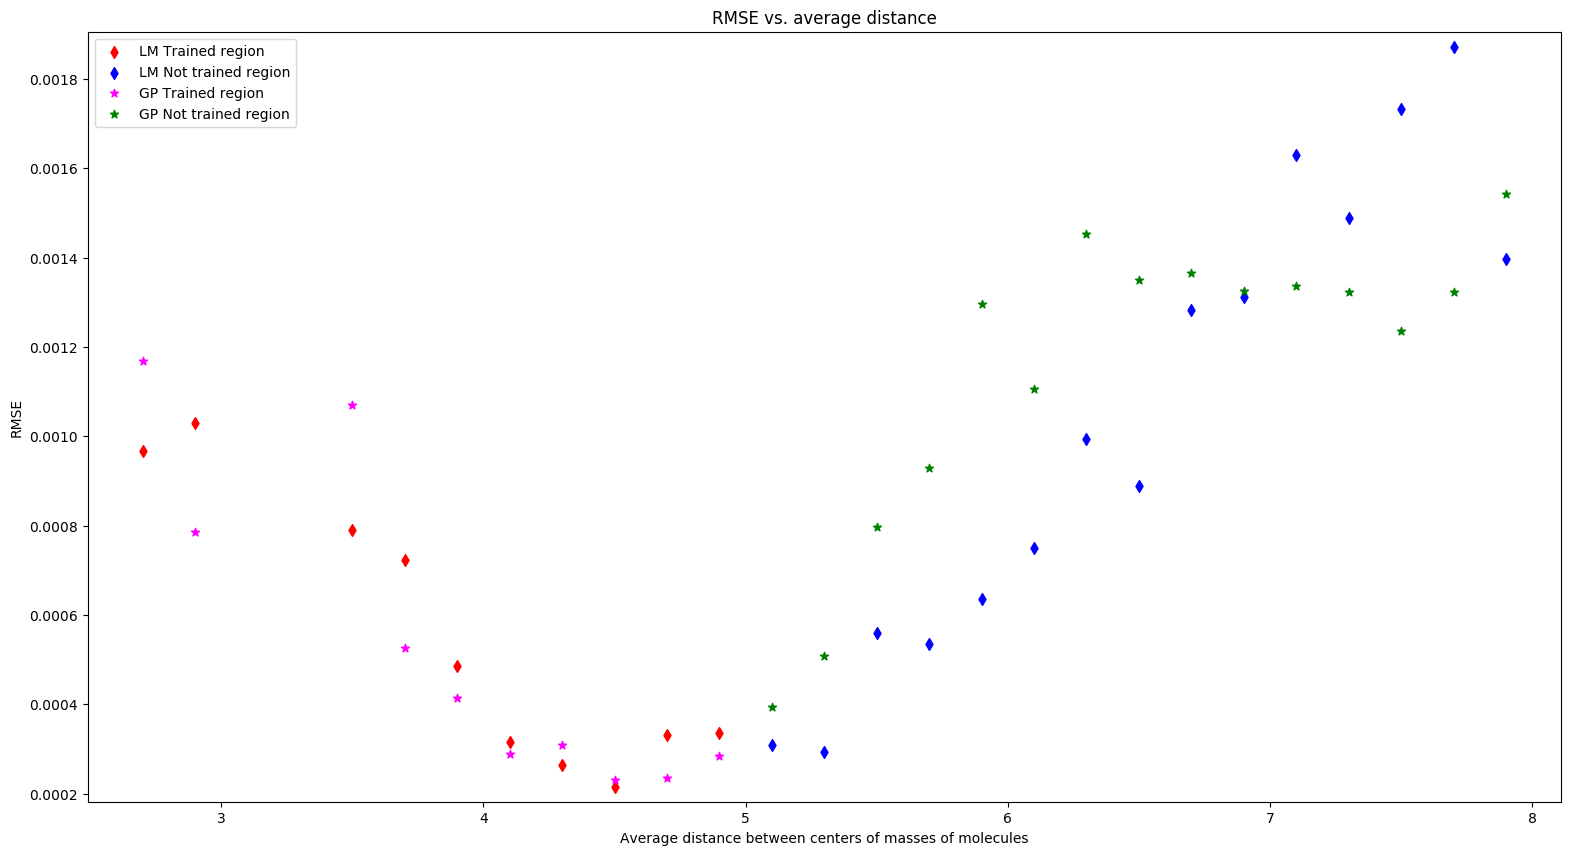 RMSE vs. average distance
LM Trained region
LM Not trained region
GP Trained region
GP Not trained region
0.0018
0.0016
0.0014
0.0012
0.0010
0.0008
0.0006
0.0004
0.0002
RMSE
3 4 5 6 7 8
Average distance between centers of masses of molecules